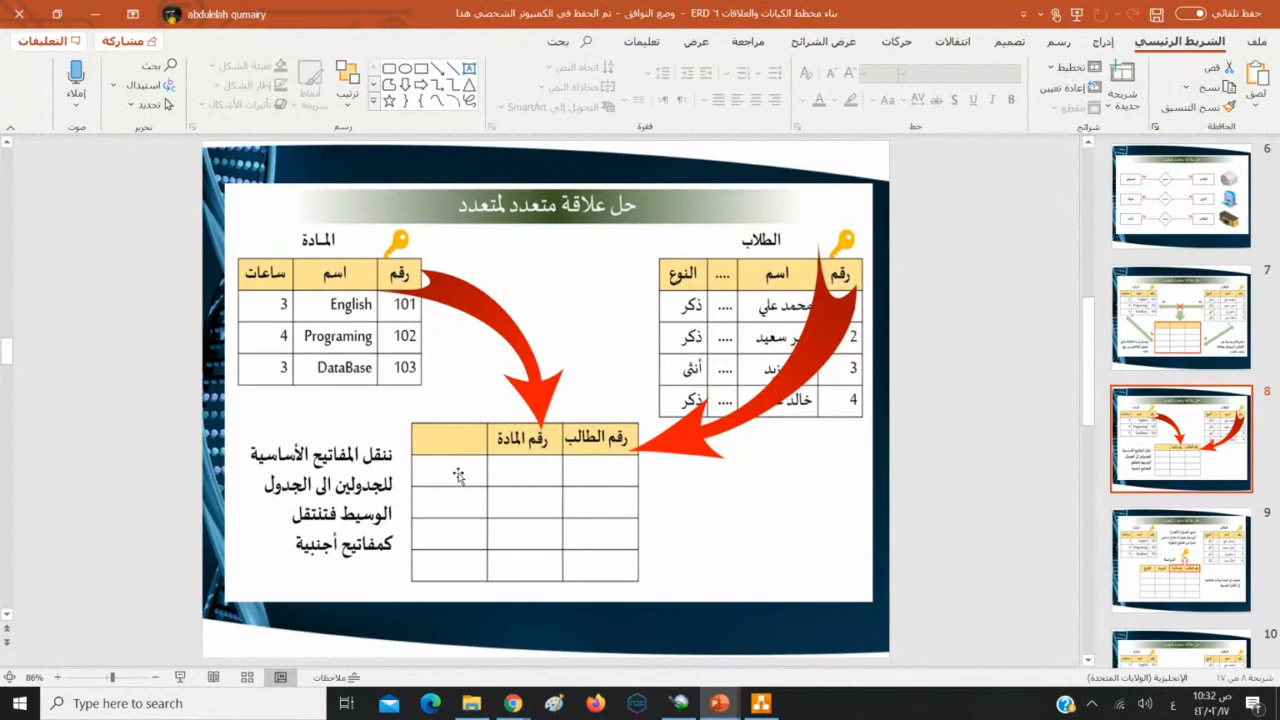 حفظ تلقائي
بناء مخطط الكيانات والعلاقات ERD ٦ - وضع التوافق - تم الحفظ في الكمبيوتر الشخصي هذا
abdulelah qumairy
ملف الشريط الرئيسي إدراج رسم تصميم انتقالات حركات عرض الشرائح مراجعة عرض تعليمات بحث
مشاركة التعليقات
لصق
قص
نسخ
نسخ التنسيق
الحافظة
شريحة جديدة
تخطيط
إعادة تعيين
مقطع
شرائح
خط
اتجاه النص
محاذاة النص
التحويل إلى SmartArt
فقرة
ترتيب
أنماط سريعة
تعبئة الشكل
إطار الشكل
تأثيرات الأشكال
رسم
بحث
استبدال
تحديد
تحرير
إملاء
صوت
حل علاقة متعدد لمتعدد
الطلاب
رقم اسم .... النوع
محمد علي .... ذكر
2 سعيد .... ذكر
3 .... أنثى
4 خالد .... ذكر
المادة
رقم اسم ساعات
101 English 3
102 Programing 4
103 DataBase 3
رقم الطالب رقم المادة
ننقل المفاتيح الأساسية
للجدولين الى الجدول
الوسيط فتنتقل
كمفاتيح أجنبية
6
7
8
9
10
شريحة ٨ من ١٧
الإنجليزية (الولايات المتحدة)
ملاحظات
86%
Type here to search
ع
10:32 ص
٤٢/٠٢/١٧